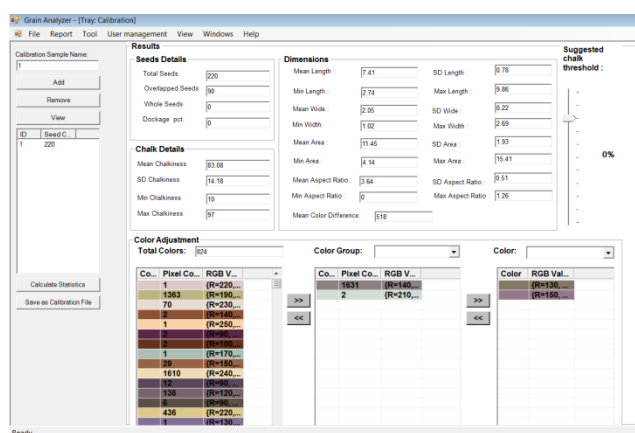 Grain Analyzer - [Tray: Calibration]
File Report Tool User management View Windows Help
Calibration Sample Name:
1
Add
Remove
View
ID Seed C...
1 220
Calculate Statistics
Save as Calibration File
Results
Seeds Details
Total Seeds 220
Overlapped Seeds 90
Whole Seeds 0
Dockage pct. 0
Chalk Details
Mean Chalkiness 83.08
SD Chalkiness 14.18
Min Chalkiness 10
Max Chalkiness 97
Dimensions
Mean Length : 7.41 SD Length : 0.78
Min Length : 2.74 Max Length : 9.86
Mean Wide : 2.05 SD Wide : 0.22
Min Width: 1.02 Max Width : 2.69
Mean Area : 11.45 SD Area : 1.93
Min Area : 4.14 Max Area : 15.41
Mean Aspect Ratio : 3.64 SD Aspect Ratio : 0.51
Min Aspect Ratio : 0 Max Aspect Ratio : 1.26
Mean Color Difference: 518
Suggested
chalk
threshold :
0%
Color Adjustment
Total Colors: 824 Color Group: Color:
Co... Pixel Co... RGB V...
1 {R=220,...
1363 {R=190,...
70 {R=230,...
2 {R=140,...
1 {R=250,...
2 {R=90, ...
2 {R=100,...
1 {R=170,...
29 {R=150,...
1610 {R=240,...
12 {R=90, ...
136 {R=120,...
6 {R=90, ...
436 {R=220,...
1 {R=130,...
>>
<<
Co... Pixel Co... RGB V...
1631 {R=140,...
2 {R=210,...
>>
<<
Color RGB Val...
{R=130, ...
{R=150, ...
Ready